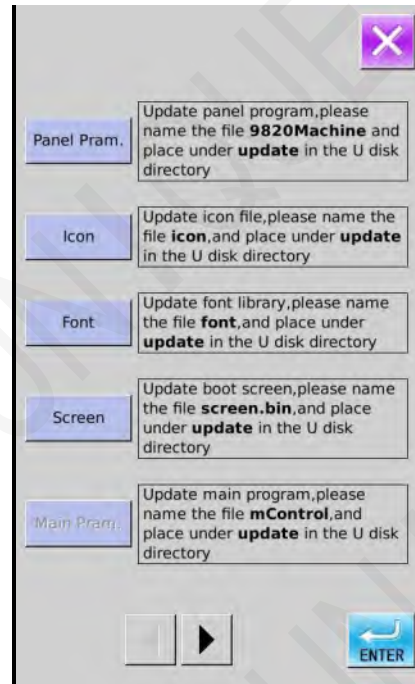 Panel Pram.
Update panel program,please
name the file 9820Machine and
place under update in the U disk
directory
Icon
Update icon file,please name the
file icon,and place under update
in the U disk directory
Font
Update font library,please name
the file font,and place under
update in the U disk directory
Screen
Update boot screen,please name
the file screen.bin,and place
under update in the U disk
directory
Main Pram.
Update main program,please
name the file mControl,and
place under update in the U disk
directory
ENTER